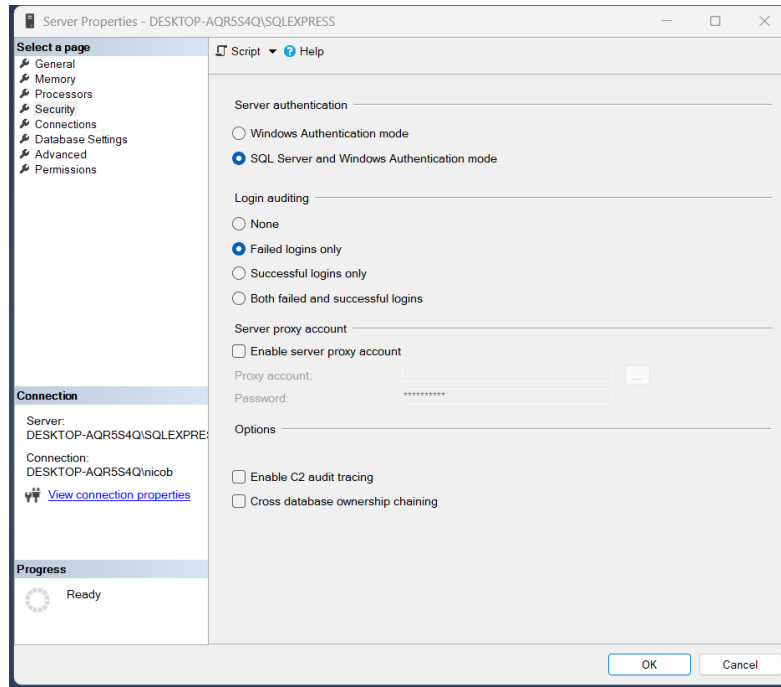 Server Properties - DESKTOP-AQR5S4Q\SQLEXPRESS
Select a page
General
Memory
Processors
Security
Connections
Database Settings
Advanced
Permissions
Script
Help
Server authentication
Windows Authentication mode
SQL Server and Windows Authentication mode
Login auditing
None
Failed logins only
Successful logins only
Both failed and successful logins
Server proxy account
Enable server proxy account
Proxy account:
...
Password:
**********
Options
Enable C2 audit tracing
Cross database ownership chaining
Connection
Server:
DESKTOP-AQR5S4Q\SQLEXPRE
Connection:
DESKTOP-AQR5S4Q\nicob
View connection properties
Progress
Ready
OK
Cancel